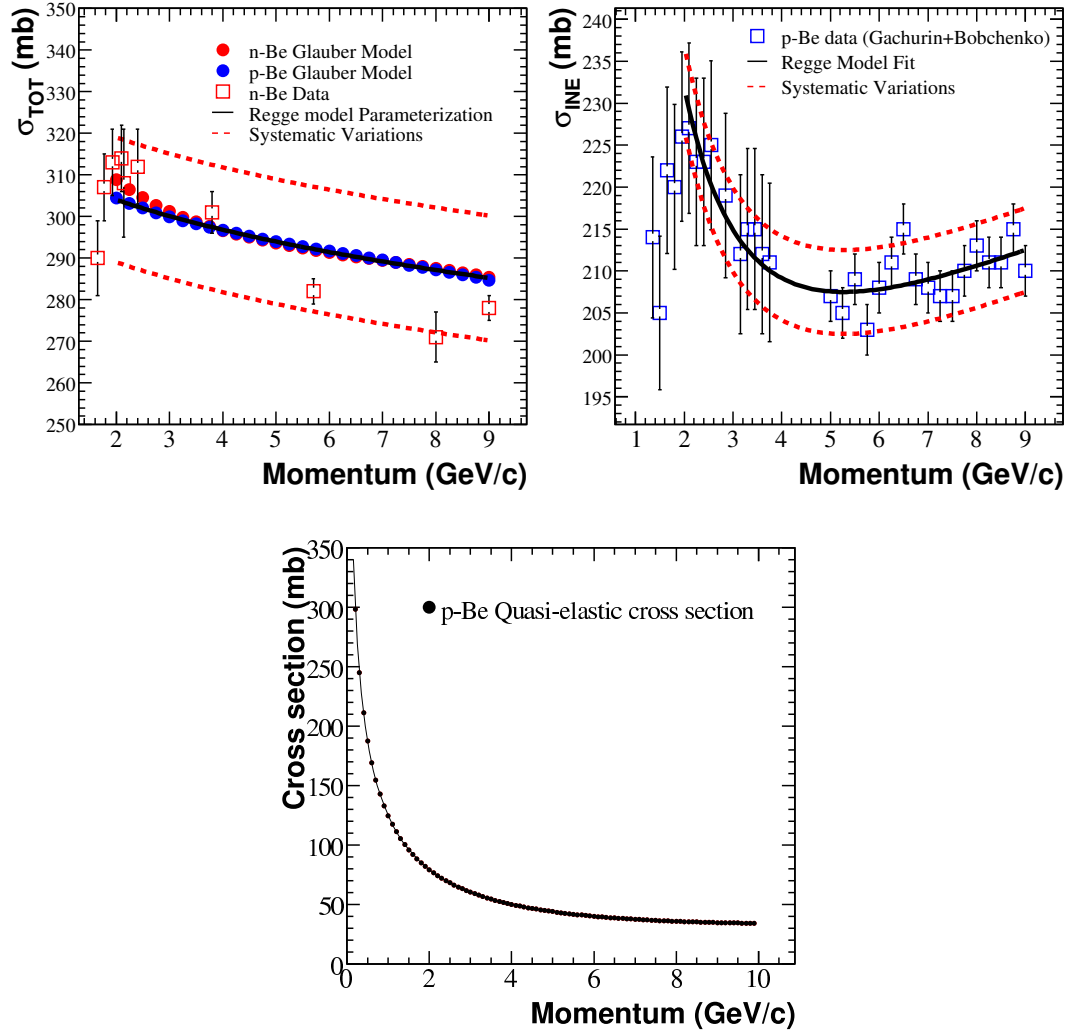 σTOT (mb)
350
340
330
320
310
300
290
280
270
260
250
n-Be Glauber Model
p-Be Glauber Model
n-Be Data
Regge model Parameterization
Systematic Variations
2 3 4 5 6 7 8 9
Momentum (GeV/c)
σINE (mb)
240
235
230
225
220
215
210
205
200
195
p-Be data (Gachurin+Bobchenko)
Regge Model Fit
Systematic Variations
1 2 3 4 5 6 7 8 9
Momentum (GeV/c)
Cross section (mb)
350
300
250
200
150
100
50
0
p-Be Quasi-elastic cross section
0 2 4 6 8 10
Momentum (GeV/c)